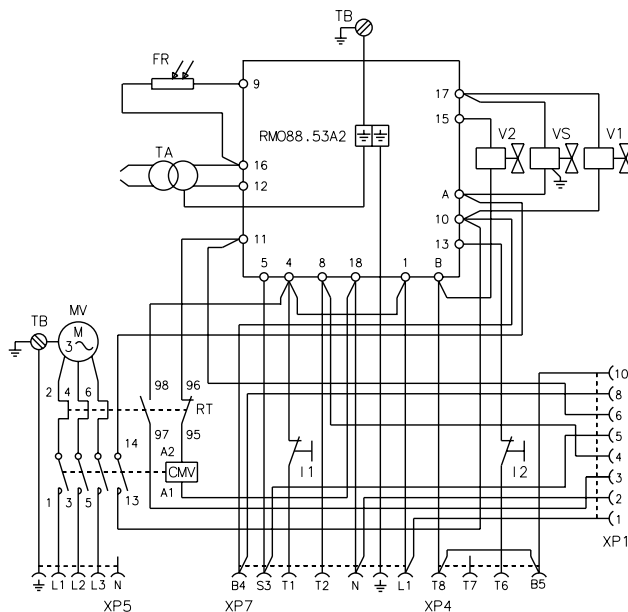 TB
FR
9
17
15
V2
VS
V1
RMO88.53A2
TA
16
12
A
10
11
13
5
4
8
18
1
B
TB
MV
M
3
2
4
6
98
96
RT
97
95
14
A2
CMV
A1
1
3
5
13
I1
I2
10
8
6
5
4
3
2
1
XP1
L1
L2
L3
N
B4
S3
T1
T2
N
L1
T8
T7
T6
B5
XP5
XP7
XP4